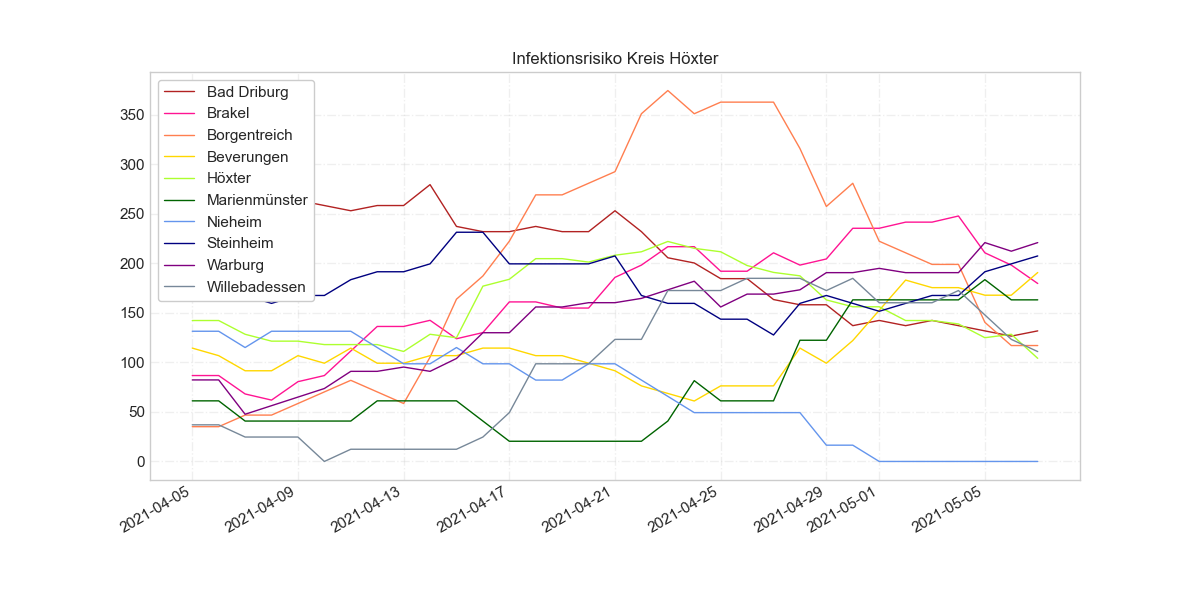 Infektionsrisiko Kreis Höxter
Bad Driburg
Brakel
Borgentreich
Beverungen
Höxter
Marienmünster
Nieheim
Steinheim
Warburg
Willebadessen
350
300
250
200
150
100
50
0
2021-04-05
2021-04-09
2021-04-13
2021-04-17
2021-04-21
2021-04-25
2021-04-29
2021-05-01
2021-05-05